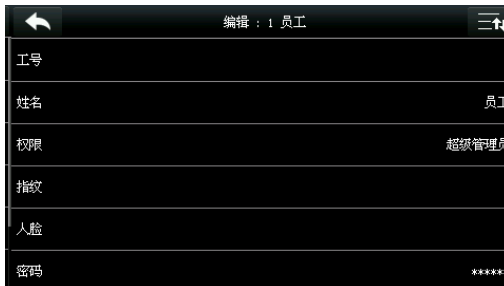 编辑 : 1 员工
工号
姓名 员工
权限 超级管理员
指纹
人脸
密码 *****